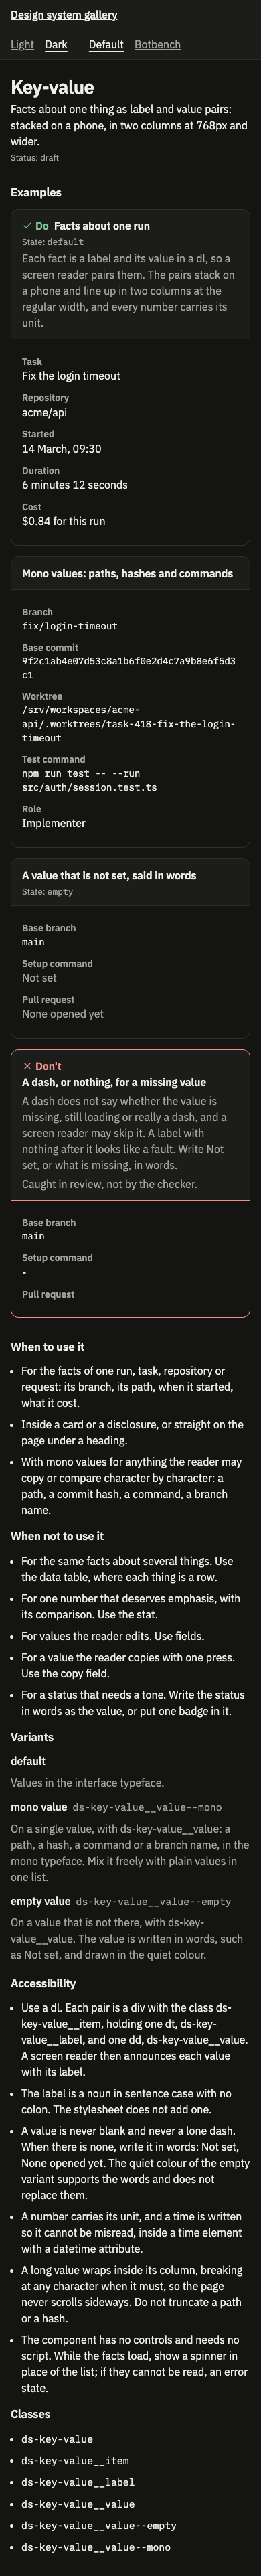 Design system gallery
Light Dark Default Botbench
Key-value
Facts about one thing as label and value pairs:
stacked on a phone, in two columns at 768px and
wider.
Status: draft
Examples
Do Facts about one run
State: default
Each fact is a label and its value in a dl, so a
screen reader pairs them. The pairs stack on
a phone and line up in two columns at the
regular width, and every number carries its
unit.
Task
Fix the login timeout
Repository
acme/api
Started
14 March, 09:30
Duration
6 minutes 12 seconds
Cost
$0.84 for this run
Mono values: paths, hashes and commands
Branch
fix/login-timeout
Base commit
9f2c1ab4e07d53c8a1b6f0e2d4c7a9b8e6f5d3
c1
Worktree
/srv/workspaces/acme-
api/.worktrees/task-418-fix-the-login-
timeout
Test command
npm run test -- --run
src/auth/session.test.ts
Role
Implementer
A value that is not set, said in words
State: empty
Base branch
main
Setup command
Not set
Pull request
None opened yet
Don't
A dash, or nothing, for a missing value
A dash does not say whether the value is
missing, still loading or really a dash, and a
screen reader may skip it. A label with
nothing after it looks like a fault. Write Not
set, or what is missing, in words.
Caught in review, not by the checker.
Base branch
main
Setup command
-
Pull request
When to use it
• For the facts of one run, task, repository or
request: its branch, its path, when it started,
what it cost.
• Inside a card or a disclosure, or straight on the
page under a heading.
• With mono values for anything the reader may
copy or compare character by character: a
path, a commit hash, a command, a branch
name.
When not to use it
• For the same facts about several things. Use
the data table, where each thing is a row.
• For one number that deserves emphasis, with
its comparison. Use the stat.
• For values the reader edits. Use fields.
• For a value the reader copies with one press.
Use the copy field.
• For a status that needs a tone. Write the status
in words as the value, or put one badge in it.
Variants
default
Values in the interface typeface.
mono value ds-key-value__value--mono
On a single value, with ds-key-value__value: a
path, a hash, a command or a branch name, in the
mono typeface. Mix it freely with plain values in
one list.
empty value ds-key-value__value--empty
On a value that is not there, with ds-key-
value__value. The value is written in words, such
as Not set, and drawn in the quiet colour.
Accessibility
• Use a dl. Each pair is a div with the class ds-
key-value__item, holding one dt, ds-key-
value__label, and one dd, ds-key-value__value.
A screen reader then announces each value
with its label.
• The label is a noun in sentence case with no
colon. The stylesheet does not add one.
• A value is never blank and never a lone dash.
When there is none, write it in words: Not set,
None opened yet. The quiet colour of the empty
variant supports the words and does not
replace them.
• A number carries its unit, and a time is written
so it cannot be misread, inside a time element
with a datetime attribute.
• A long value wraps inside its column, breaking
at any character when it must, so the page
never scrolls sideways. Do not truncate a path
or a hash.
• The component has no controls and needs no
script. While the facts load, show a spinner in
place of the list; if they cannot be read, an error
state.
Classes
• ds-key-value
• ds-key-value__item
• ds-key-value__label
• ds-key-value__value
• ds-key-value__value--empty
• ds-key-value__value--mono